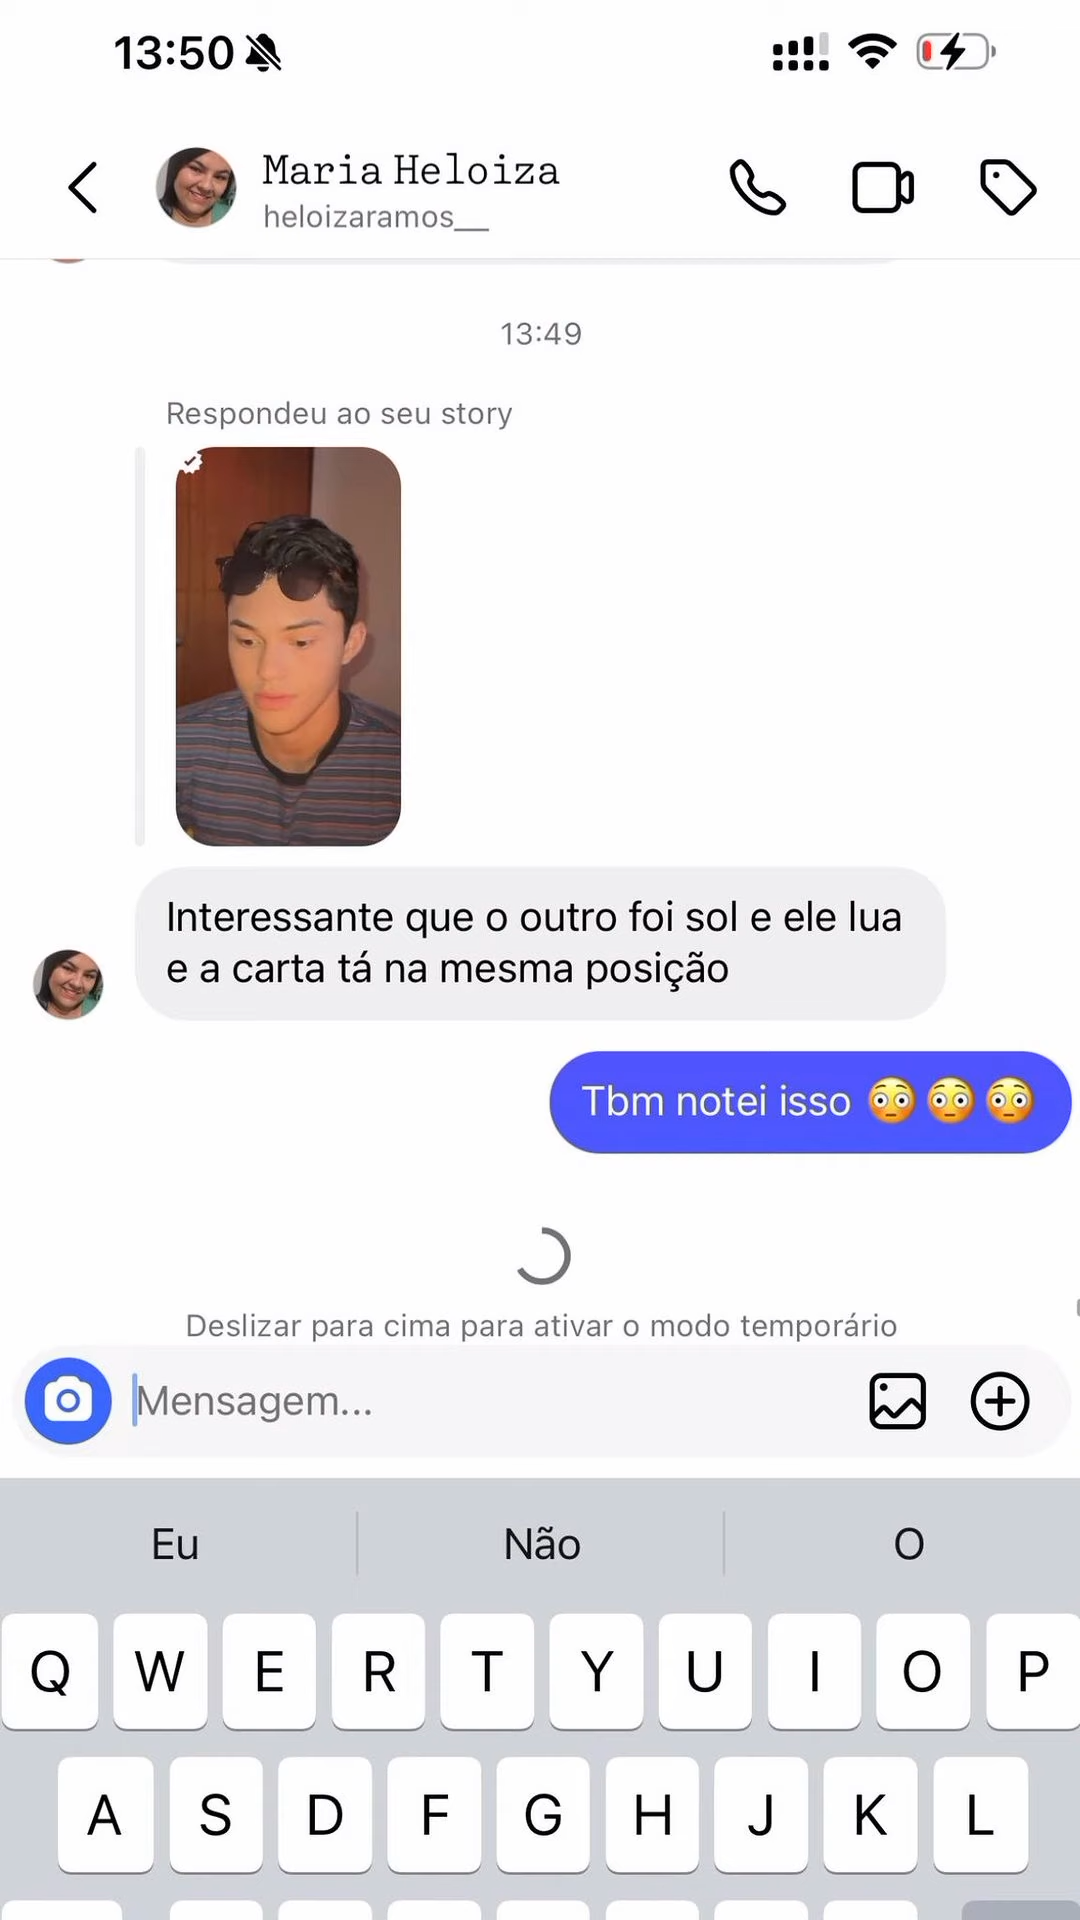 13:50
Maria Heloiza
heloizaramos__
13:49
Respondeu ao seu story
Interessante que o outro foi sol e ele lua
e a carta tá na mesma posição
Tbm notei isso 😳😳😳
Deslizar para cima para ativar o modo temporário
Mensagem...
Eu Não O
Q W E R T Y U I O P
A S D F G H J K L